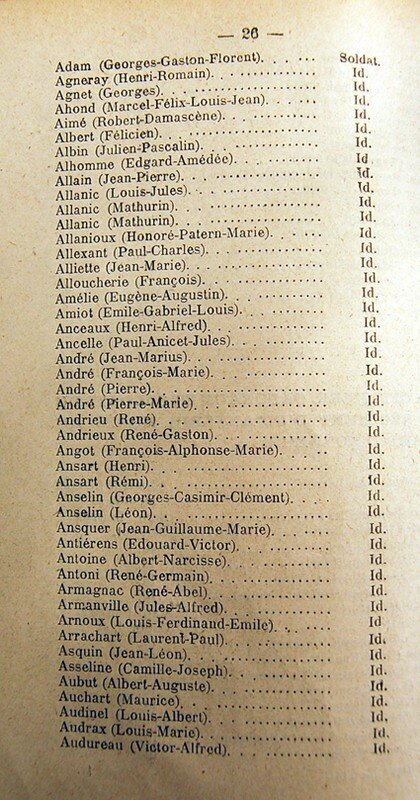 — 26 —
Adam (Georges-Gaston-Florent). . . . . Soldat.
Agneray (Henri-Romain). . . . . . . . . . Id.
Agnet (Georges). . . . . . . . . . . . . . . Id.
Ahond (Marcel-Félix-Louis-Jean). . . . . . Id.
Aimé (Robert-Damascène). . . . . . . . . . Id.
Albert (Félicien). . . . . . . . . . . . . . Id.
Albin (Julien-Pascalin). . . . . . . . . . . Id.
Alhomme (Edgard-Amédée). . . . . . . . . . Id
Allain (Jean-Pierre). . . . . . . . . . . . Id.
Allanic (Louis-Jules). . . . . . . . . . . . Id.
Allanic (Mathurin). . . . . . . . . . . . . Id.
Allanic (Mathurin). . . . . . . . . . . . . Id.
Allanioux (Honoré-Patern-Marie). . . . . . Id.
Allexant (Paul-Charles). . . . . . . . . . . Id.
Alliette (Jean-Marie). . . . . . . . . . . . Id.
Alloucherie (François). . . . . . . . . . . Id.
Amélie (Eugène-Augustin). . . . . . . . . . Id.
Amiot (Emile-Gabriel-Louis). . . . . . . . Id.
Anceaux (Henri-Alfred). . . . . . . . . . . Id.
Ancelle (Paul-Anicet-Jules). . . . . . . . . Id.
André (Jean-Marius). . . . . . . . . . . . Id.
André (François-Marie). . . . . . . . . . . Id.
André (Pierre). . . . . . . . . . . . . . . Id.
André (Pierre-Marie). . . . . . . . . . . . Id.
Andrieu (René). . . . . . . . . . . . . . . Id.
Andrieux (René-Gaston). . . . . . . . . . . Id.
Angot (François-Alphonse-Marie). . . . . . Id.
Ansart (Henri). . . . . . . . . . . . . . . Id.
Ansart (Rémi). . . . . . . . . . . . . . . Id.
Anselin (Georges-Casimir-Clément). . . . . Id.
Anselin (Léon). . . . . . . . . . . . . . . Id.
Ansquer (Jean-Guillaume-Marie). . . . . . . Id.
Antiérens (Edouard-Victor). . . . . . . . . Id.
Antoine (Albert-Narcisse). . . . . . . . . . Id.
Antoni (René-Germain). . . . . . . . . . . Id.
Armagnac (René-Abel). . . . . . . . . . . . Id.
Armanville (Jules-Alfred). . . . . . . . . . Id.
Arnoux (Louis-Ferdinand-Emile). . . . . . . Id
Arrachart (Laurent-Paul). . . . . . . . . . Id.
Asquin (Jean-Léon). . . . . . . . . . . . . Id.
Asseline (Camille-Joseph). . . . . . . . . . Id.
Aubut (Albert-Auguste). . . . . . . . . . . Id.
Auchart (Maurice). . . . . . . . . . . . . Id.
Audinel (Louis-Albert). . . . . . . . . . . Id.
Audrax (Louis-Marie). . . . . . . . . . . . Id.
Audureau (Victor-Alfred). . . . . . . . . . Id.